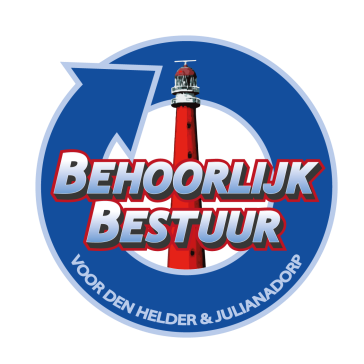 BEHOORLIJK
BESTUUR
VOOR DEN HELDER & JULIANADORP